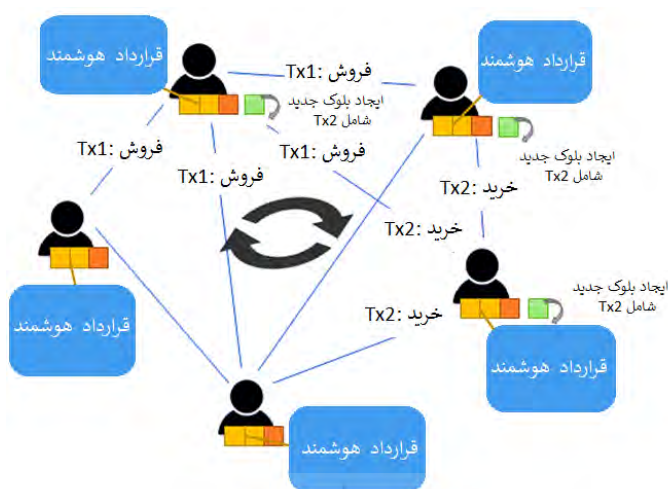 قرارداد هوشمند
قرارداد هوشمند
Tx1: فروش
ایجاد بلوک جدید
شامل Tx2
Tx1: فروش
Tx1: فروش
Tx1: فروش
ایجاد بلوک جدید
شامل Tx2
Tx2: خرید
Tx2: خرید
ایجاد بلوک جدید
شامل Tx2
Tx2: خرید
قرارداد هوشمند
قرارداد هوشمند
قرارداد هوشمند